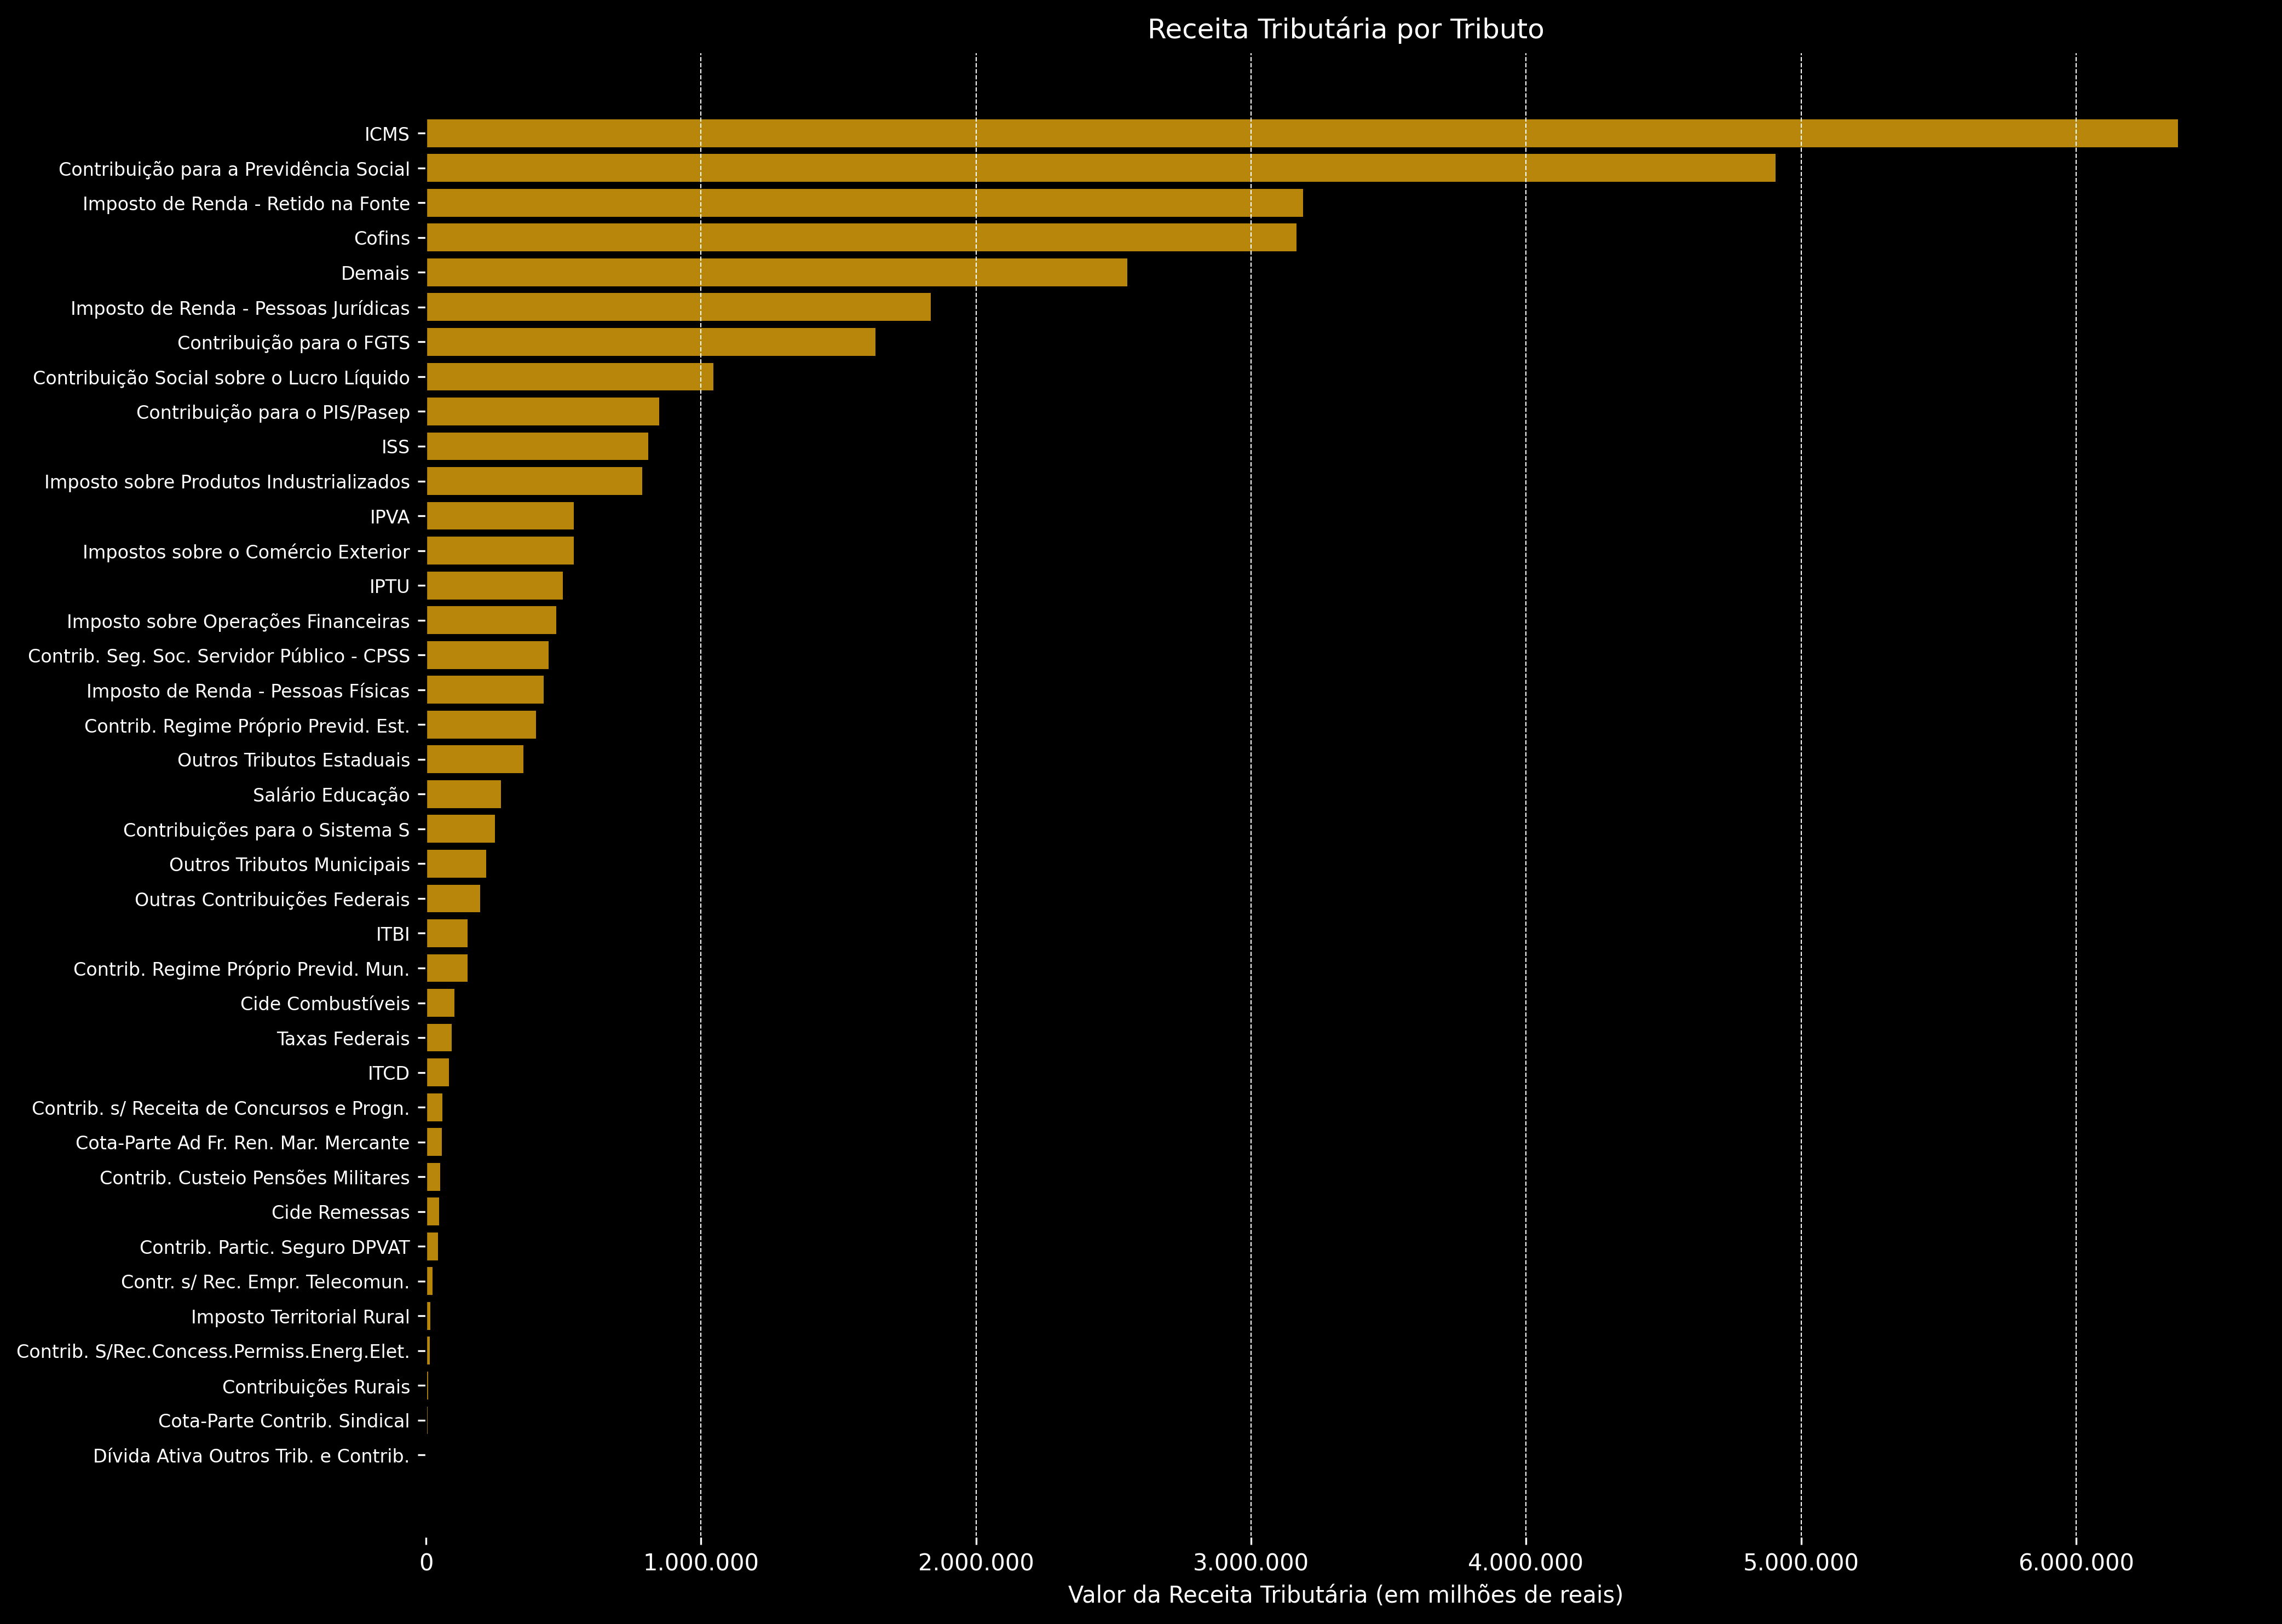 Receita Tributária por Tributo
ICMS
Contribuição para a Previdência Social
Imposto de Renda - Retido na Fonte
Cofins
Demais
Imposto de Renda - Pessoas Jurídicas
Contribuição para o FGTS
Contribuição Social sobre o Lucro Líquido
Contribuição para o PIS/Pasep
ISS
Imposto sobre Produtos Industrializados
IPVA
Impostos sobre o Comércio Exterior
IPTU
Imposto sobre Operações Financeiras
Contrib. Seg. Soc. Servidor Público - CPSS
Imposto de Renda - Pessoas Físicas
Contrib. Regime Próprio Previd. Est.
Outros Tributos Estaduais
Salário Educação
Contribuições para o Sistema S
Outros Tributos Municipais
Outras Contribuições Federais
ITBI
Contrib. Regime Próprio Previd. Mun.
Cide Combustíveis
Taxas Federais
ITCD
Contrib. s/ Receita de Concursos e Progn.
Cota-Parte Ad Fr. Ren. Mar. Mercante
Contrib. Custeio Pensões Militares
Cide Remessas
Contrib. Partic. Seguro DPVAT
Contr. s/ Rec. Empr. Telecomun.
Imposto Territorial Rural
Contrib. S/Rec.Concess.Permiss.Energ.Elet.
Contribuições Rurais
Cota-Parte Contrib. Sindical
Dívida Ativa Outros Trib. e Contrib.
0 1.000.000 2.000.000 3.000.000 4.000.000 5.000.000 6.000.000
Valor da Receita Tributária (em milhões de reais)